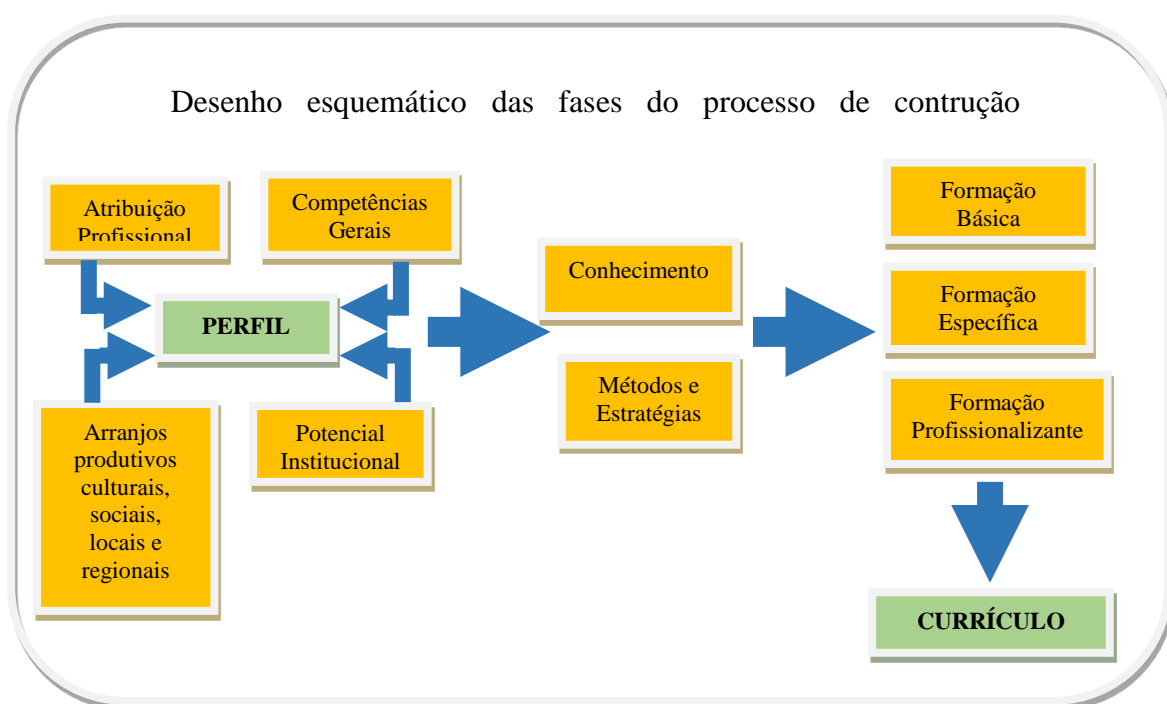 Desenho esquemático das fases do processo de contrução
Atribuição
Profissional
Competências
Gerais
PERFIL
Arranjos
produtivos
culturais,
sociais,
locais e
regionais
Potencial
Institucional
Conhecimento
Métodos e
Estratégias
Formação
Básica
Formação
Específica
Formação
Profissionalizante
CURRÍCULO